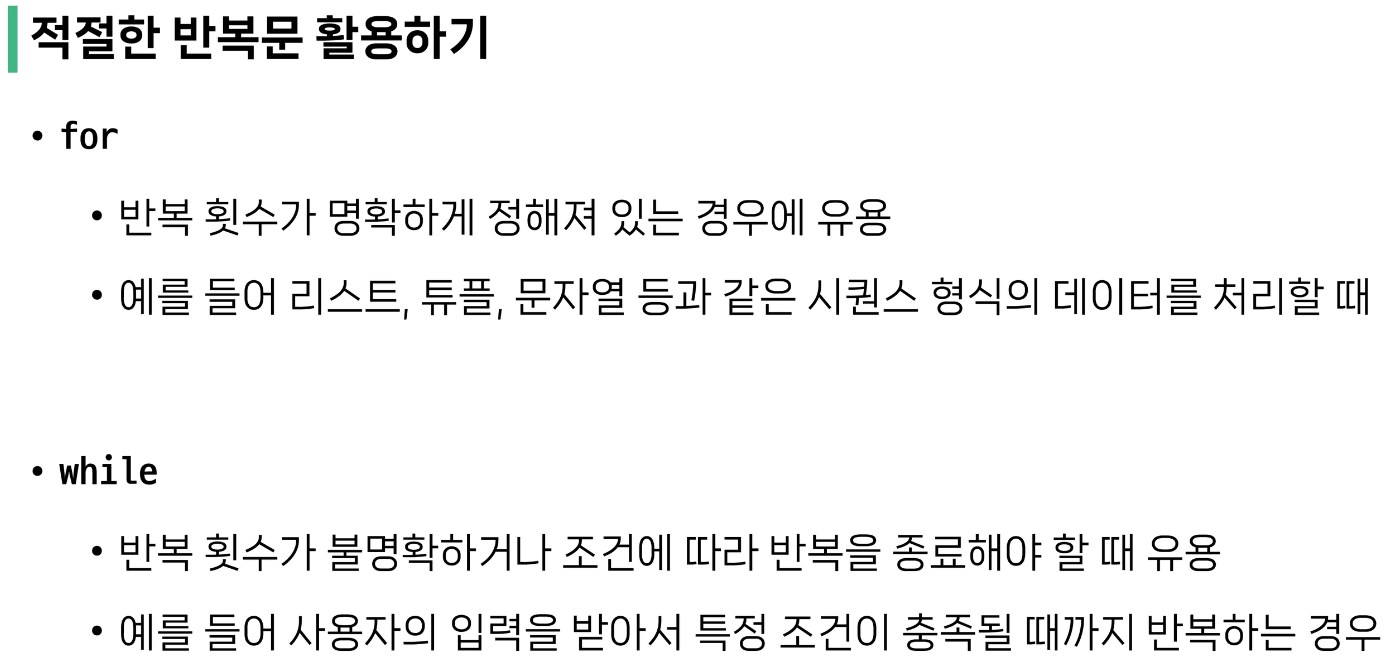 적절한 반복문 활용하기
• for
• 반복 횟수가 명확하게 정해져 있는 경우에 유용
• 예를 들어 리스트, 튜플, 문자열 등과 같은 시퀀스 형식의 데이터를 처리할 때
• while
• 반복 횟수가 불명확하거나 조건에 따라 반복을 종료해야 할 때 유용
• 예를 들어 사용자의 입력을 받아서 특정 조건이 충족될 때까지 반복하는 경우